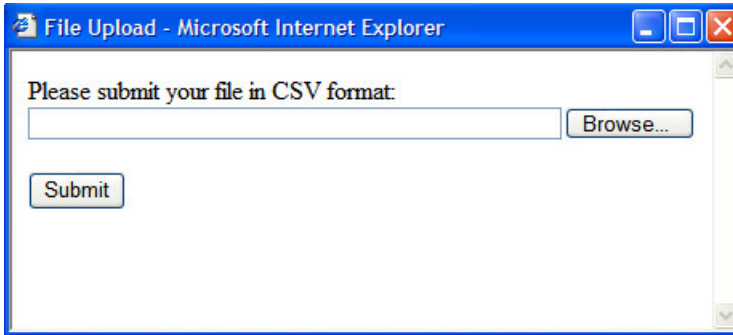 File Upload - Microsoft Internet Explorer
Please submit your file in CSV format:
Browse...
Submit